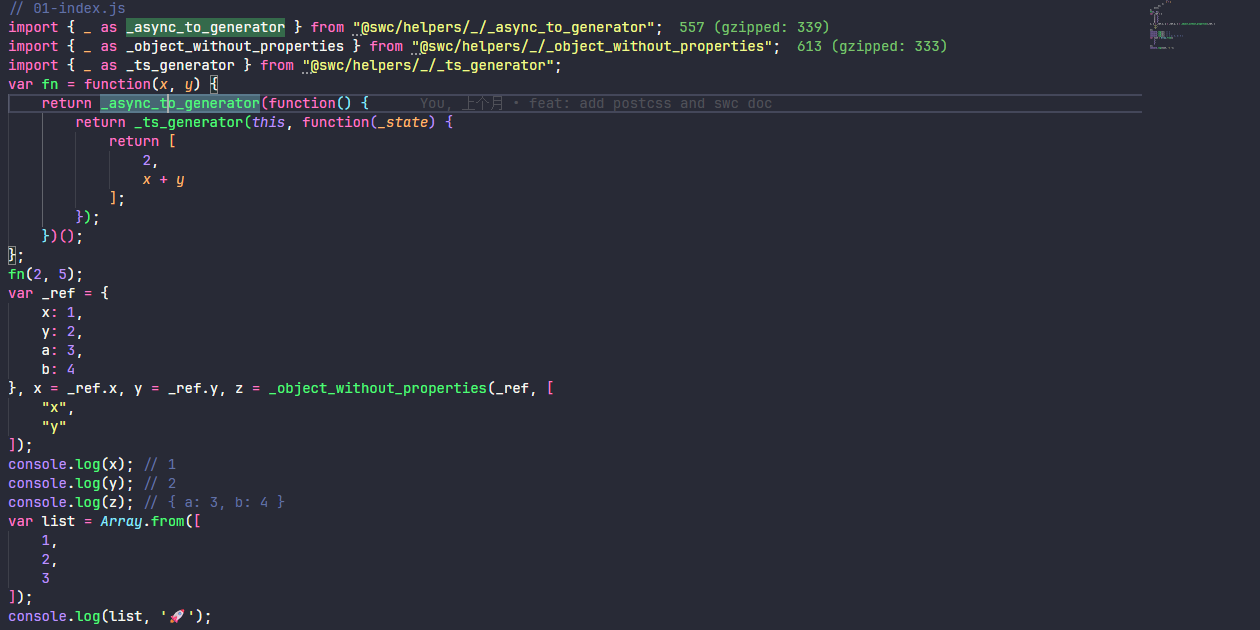 // 01-index.js
import { _ as _async_to_generator } from "@swc/helpers/_/_async_to_generator"; 557 (gzipped: 339)
import { _ as _object_without_properties } from "@swc/helpers/_/_object_without_properties"; 613 (gzipped: 333)
import { _ as _ts_generator } from "@swc/helpers/_/_ts_generator";
var fn = function(x, y) {
    return _async_to_generator(function() { You, 上个月 • feat: add postcss and swc doc
        return _ts_generator(this, function(_state) {
            return [
                2,
                x + y
            ];
        });
    })();
};
fn(2, 5);
var _ref = {
    x: 1,
    y: 2,
    a: 3,
    b: 4
}, x = _ref.x, y = _ref.y, z = _object_without_properties(_ref, [
    "x",
    "y"
]);
console.log(x); // 1
console.log(y); // 2
console.log(z); // { a: 3, b: 4 }
var list = Array.from([
    1,
    2,
    3
]);
console.log(list, '🚀');